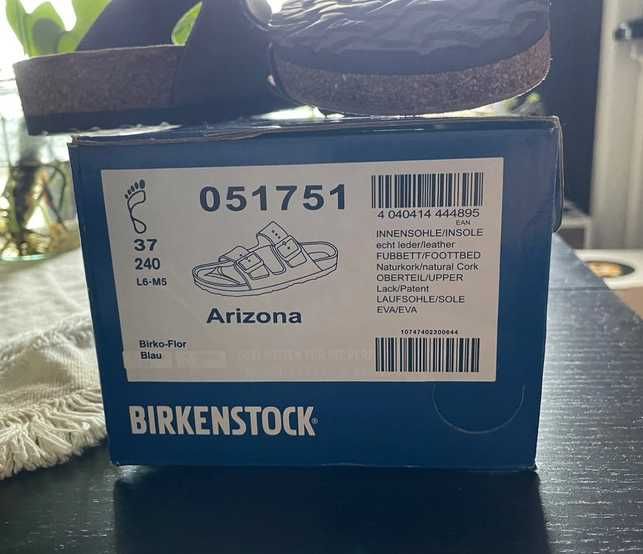 051751
4 040414 444895
EAN
37
240
L6-M5
INNENSOHLE/INSOLE
echt leder/leather
FUBBETT/FOOTTBED
Naturkork/natural Cork
OBERTEIL/UPPER
Lack/Patent
LAUFSOHLE/SOLE
EVA/EVA
Arizona
10747402300644
Birko-Flor
Blau
BIRKENSTOCK